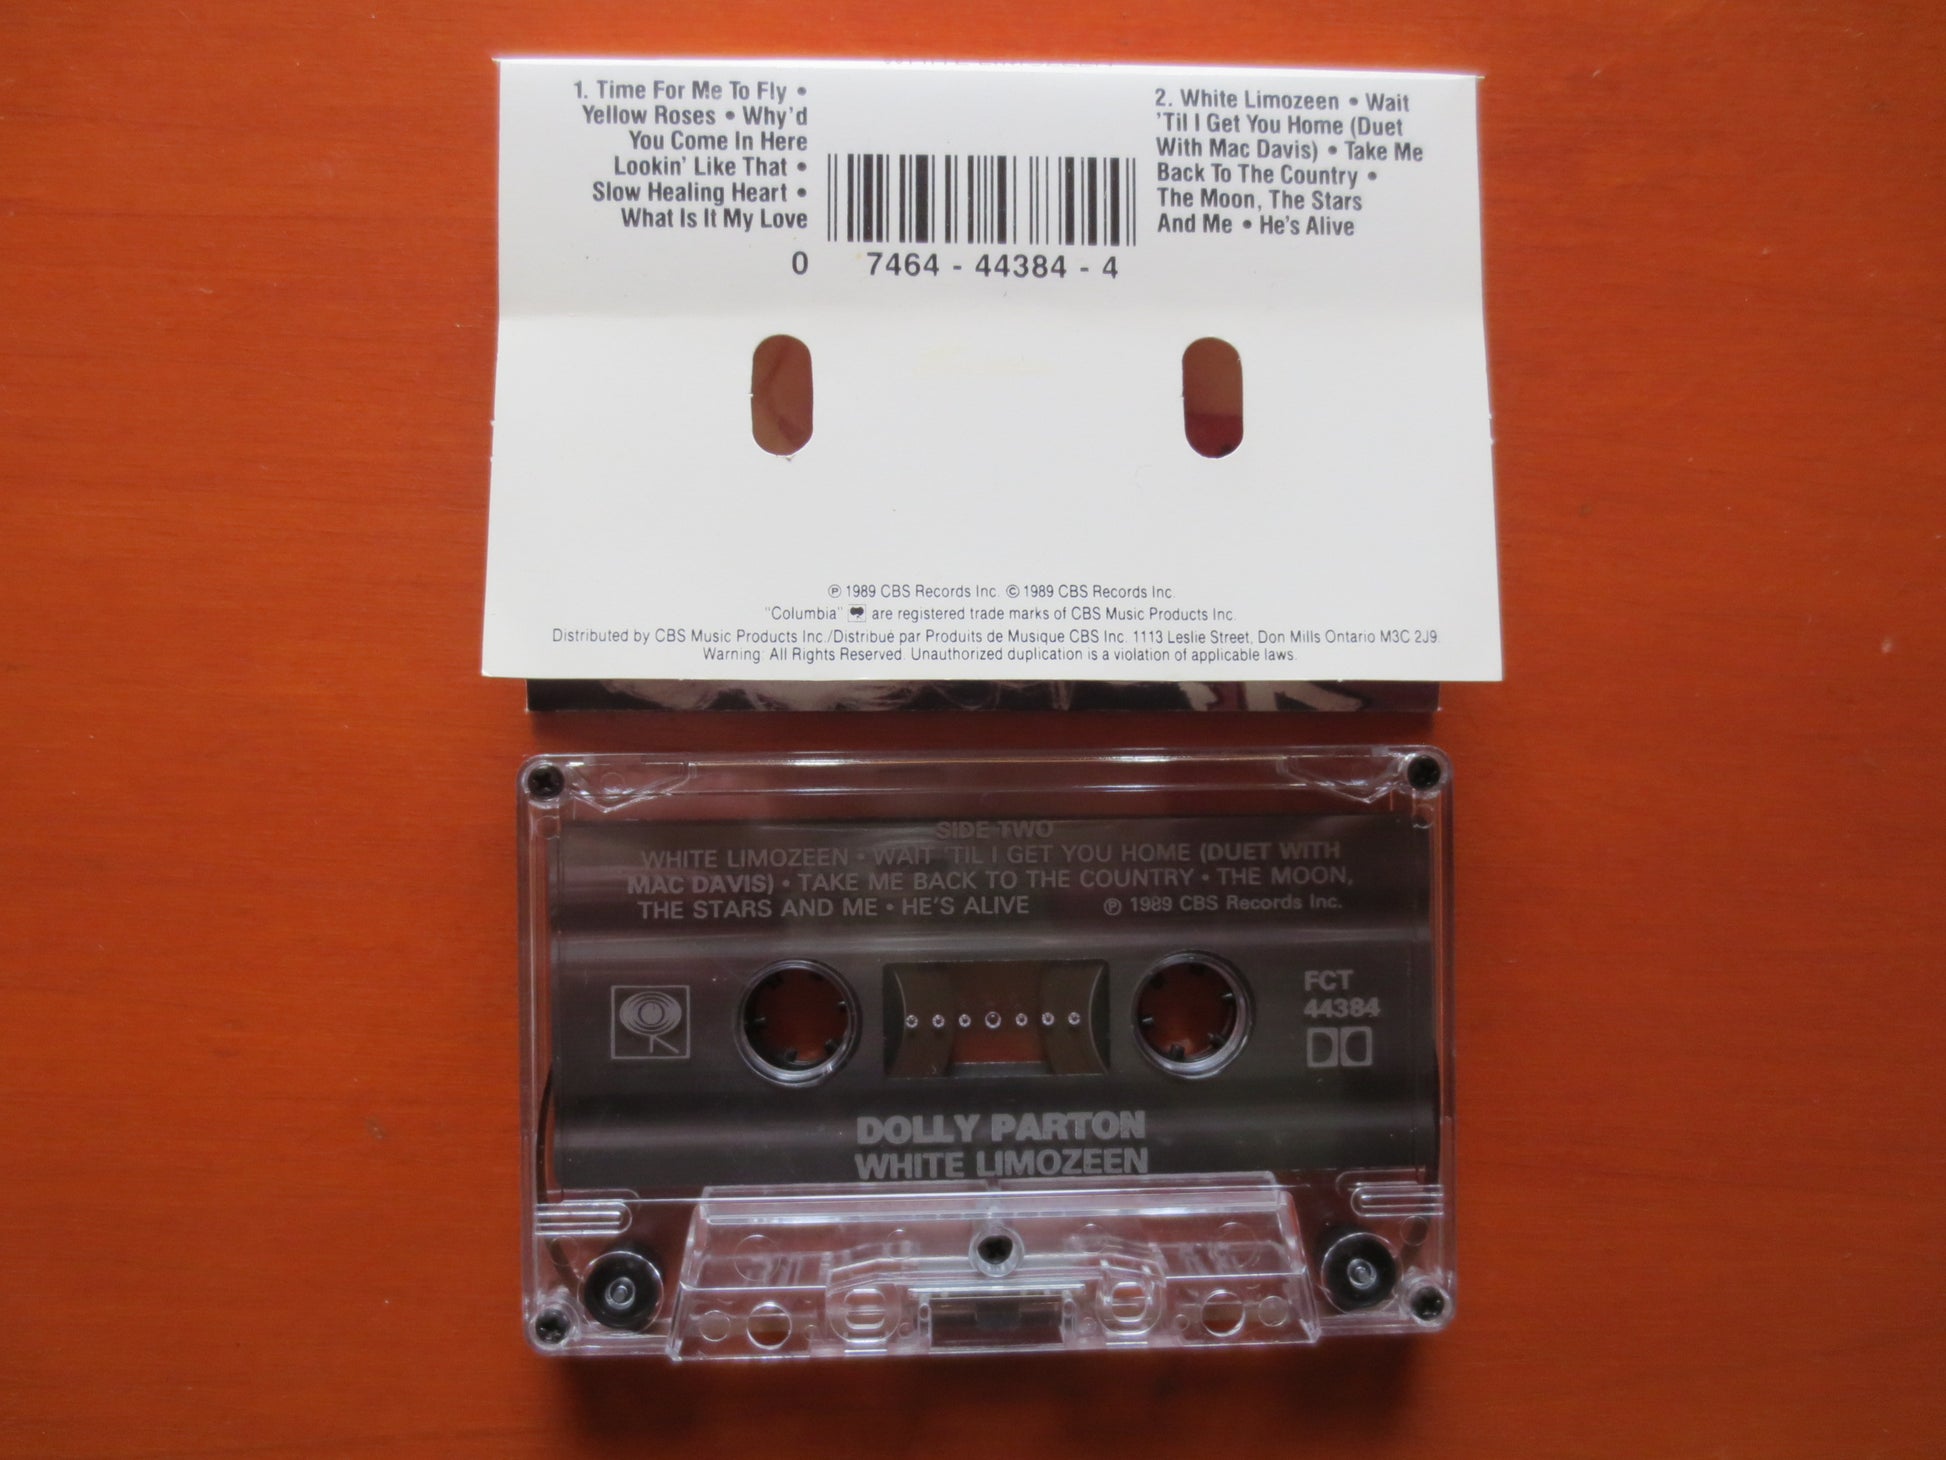 1. Time For Me To Fly •
Yellow Roses • Why'd
You Come In Here
Lookin' Like That •
Slow Healing Heart •
What Is It My Love
0 7464 - 44384 - 4
2. White Limozeen • Wait
'Til I Get You Home (Duet
With Mac Davis) • Take Me
Back To The Country •
The Moon, The Stars
And Me • He's Alive
℗ 1989 CBS Records Inc. © 1989 CBS Records Inc.
"Columbia" are registered trade marks of CBS Music Products Inc.
Distributed by CBS Music Products Inc./Distribué par Produits de Musique CBS Inc. 1113 Leslie Street, Don Mills Ontario M3C 2J9.
Warning: All Rights Reserved. Unauthorized duplication is a violation of applicable laws.
SIDE TWO
WHITE LIMOZEEN • WAIT 'TIL I GET YOU HOME (DUET WITH
MAC DAVIS) • TAKE ME BACK TO THE COUNTRY • THE MOON,
THE STARS AND ME • HE'S ALIVE ℗ 1989 CBS Records Inc.
FCT
44384
DOLLY PARTON
WHITE LIMOZEEN